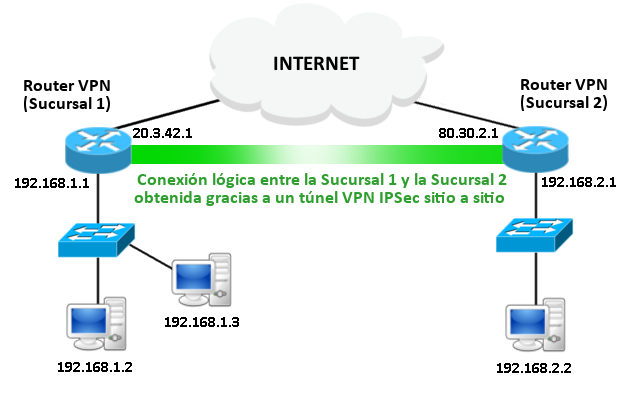 INTERNET
Router VPN
(Sucursal 1)
Router VPN
(Sucursal 2)
20.3.42.1
80.30.2.1
192.168.1.1
192.168.2.1
Conexión lógica entre la Sucursal 1 y la Sucursal 2
obtenida gracias a un túnel VPN IPSec sitio a sitio
192.168.1.3
192.168.1.2
192.168.2.2